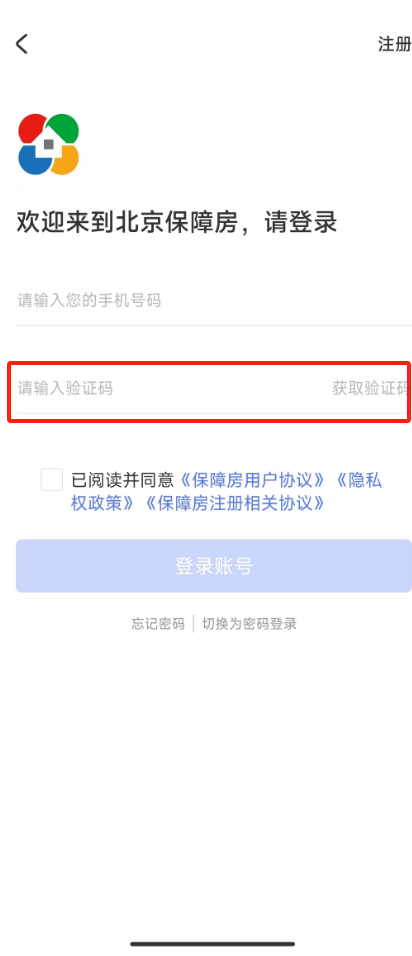 注册
欢迎来到北京保障房，请登录
请输入您的手机号码
请输入验证码 获取验证码
已阅读并同意《保障房用户协议》《隐私
权政策》《保障房注册相关协议》
登录账号
忘记密码 | 切换为密码登录